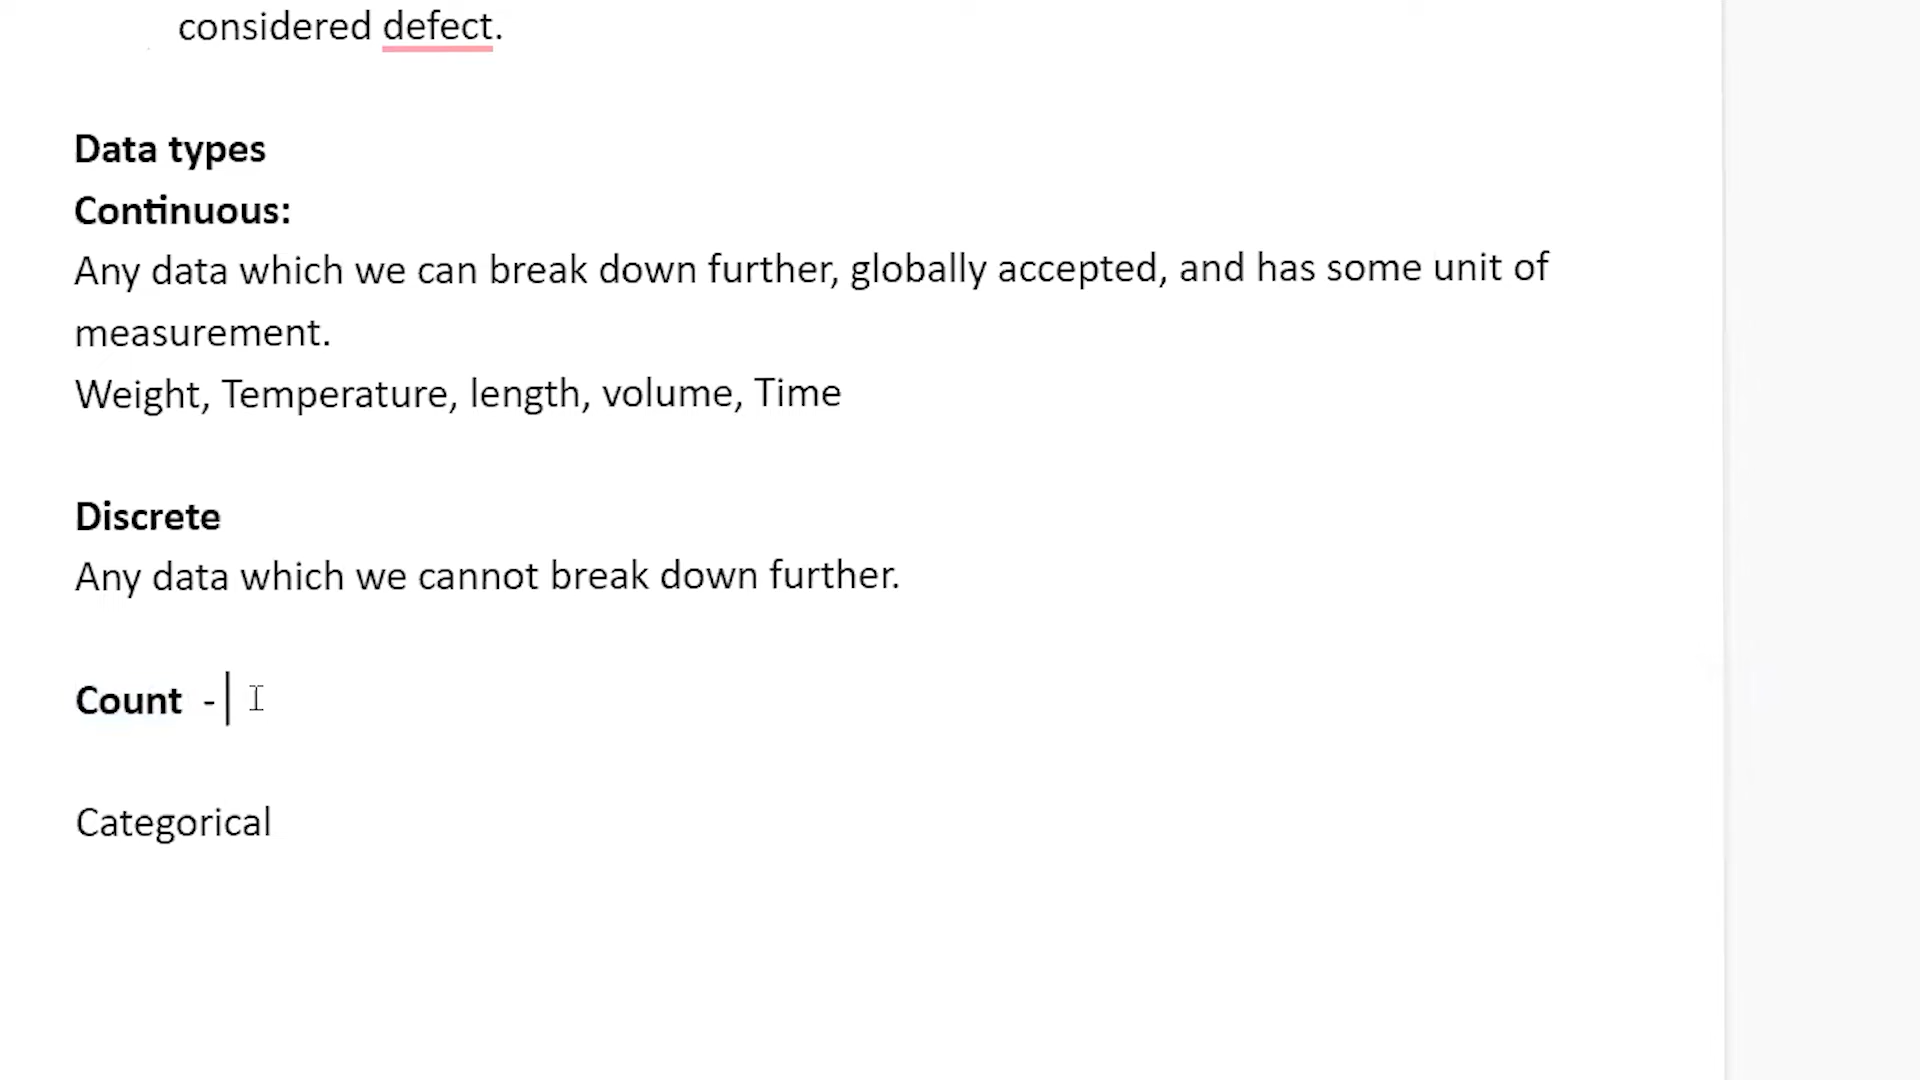 considered defect.
Data types
Continuous:
Any data which we can break down further, globally accepted, and has some unit of
measurement.
Weight, Temperature, length, volume, Time
Discrete
Any data which we cannot break down further.
Count -
Categorical